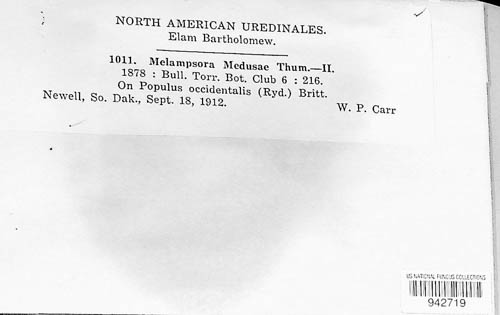 NORTH AMERICAN UREDINALES.
Elam Bartholomew.
1011. Melampsora Medusae Thum.—II.
1878 : Bull. Torr. Bot. Club 6 : 216.
On Populus occidentalis (Ryd.) Britt.
Newell, So. Dak., Sept. 18, 1912. W. P. Carr
US NATIONAL FUNGUS COLLECTIONS
942719